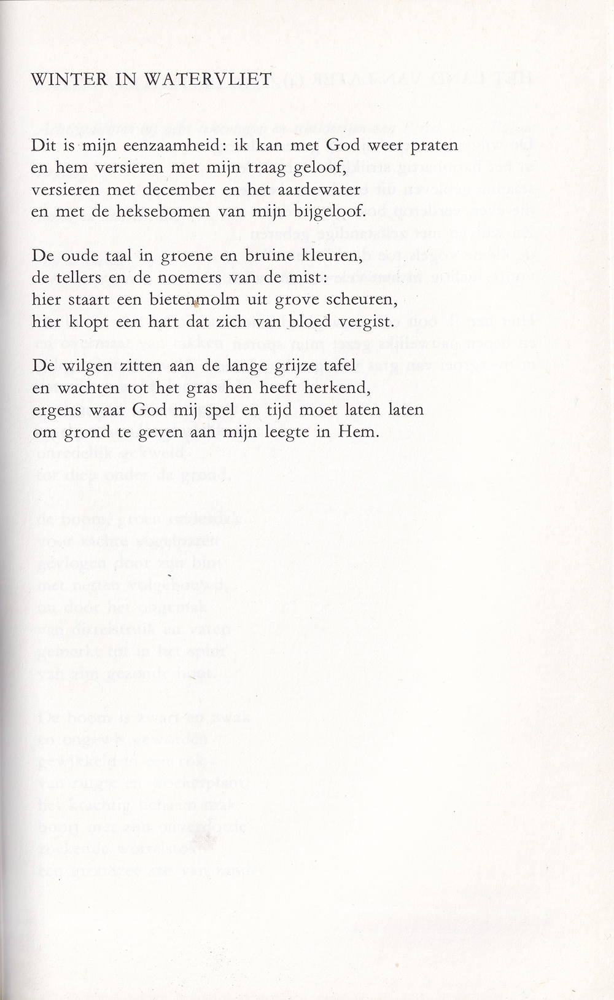 WINTER IN WATERVLIET
Dit is mijn eenzaamheid: ik kan met God weer praten
en hem versieren met mijn traag geloof,
versieren met december en het aardewater
en met de heksebomen van mijn bijgeloof.
De oude taal in groene en bruine kleuren,
de tellers en de noemers van de mist:
hier staart een bietenmolm uit grove scheuren,
hier klopt een hart dat zich van bloed vergist.
De wilgen zitten aan de lange grijze tafel
en wachten tot het gras hen heeft herkend,
ergens waar God mij spel en tijd moet laten laten
om grond te geven aan mijn leegte in Hem.